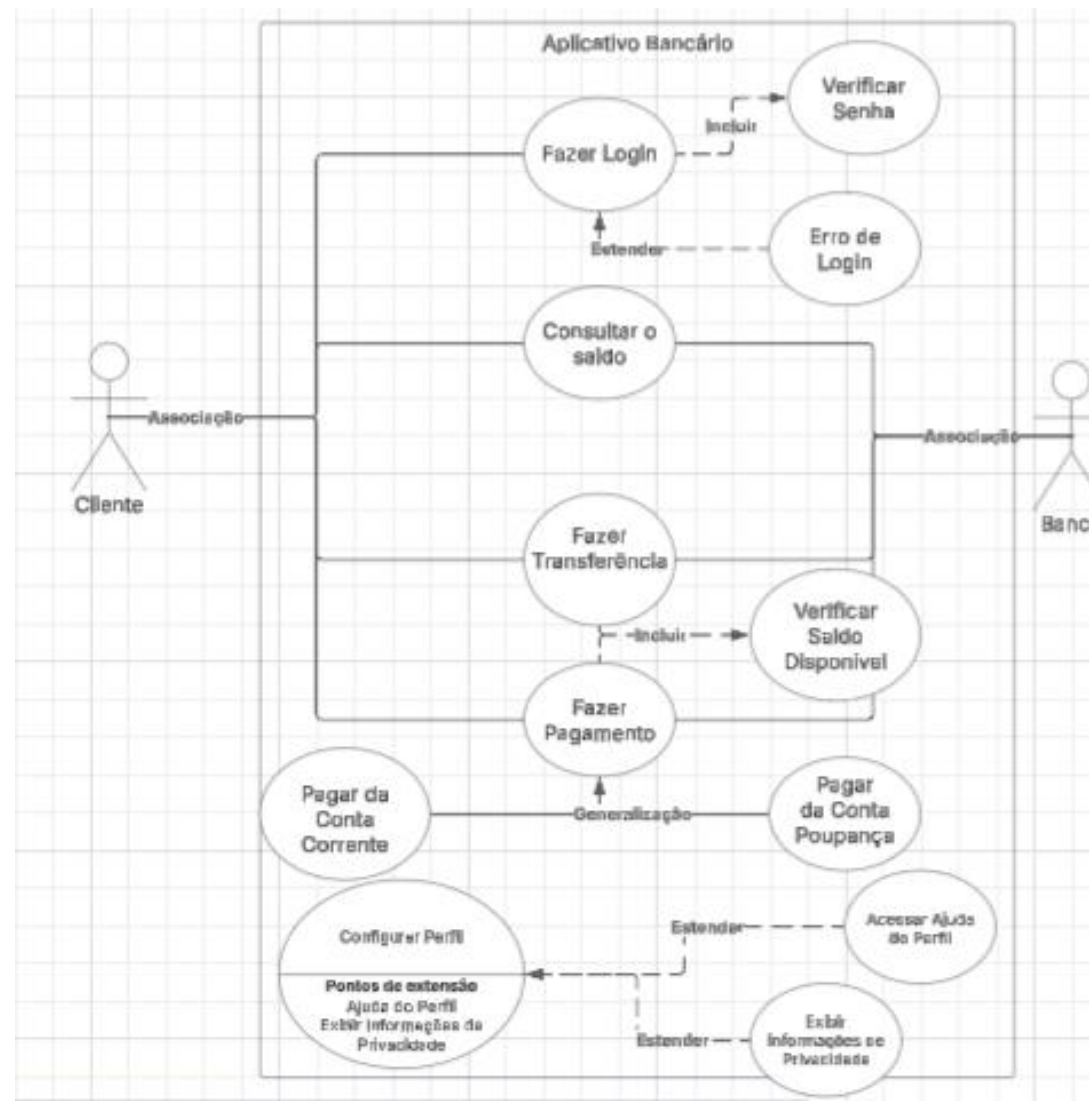 Aplicativo Bancário
Verificar
Senha
Incluir
Fazer Login
Estender
Erro de
Login
Consultar o
saldo
Associação
Associação
Cliente
Banc
Fazer
Transferência
Incluir
Verificar
Saldo
Disponível
Fazer
Pagamento
Pagar da
Conta
Corrente
Generalização
Pagar
da Conta
Poupança
Configurar Perfil
Pontos de extensão
Ajuda do Perfil
Exibir Informações de
Privacidade
Estender
Acessar Ajuda
do Perfil
Estender
Exibir
Informações de
Privacidade